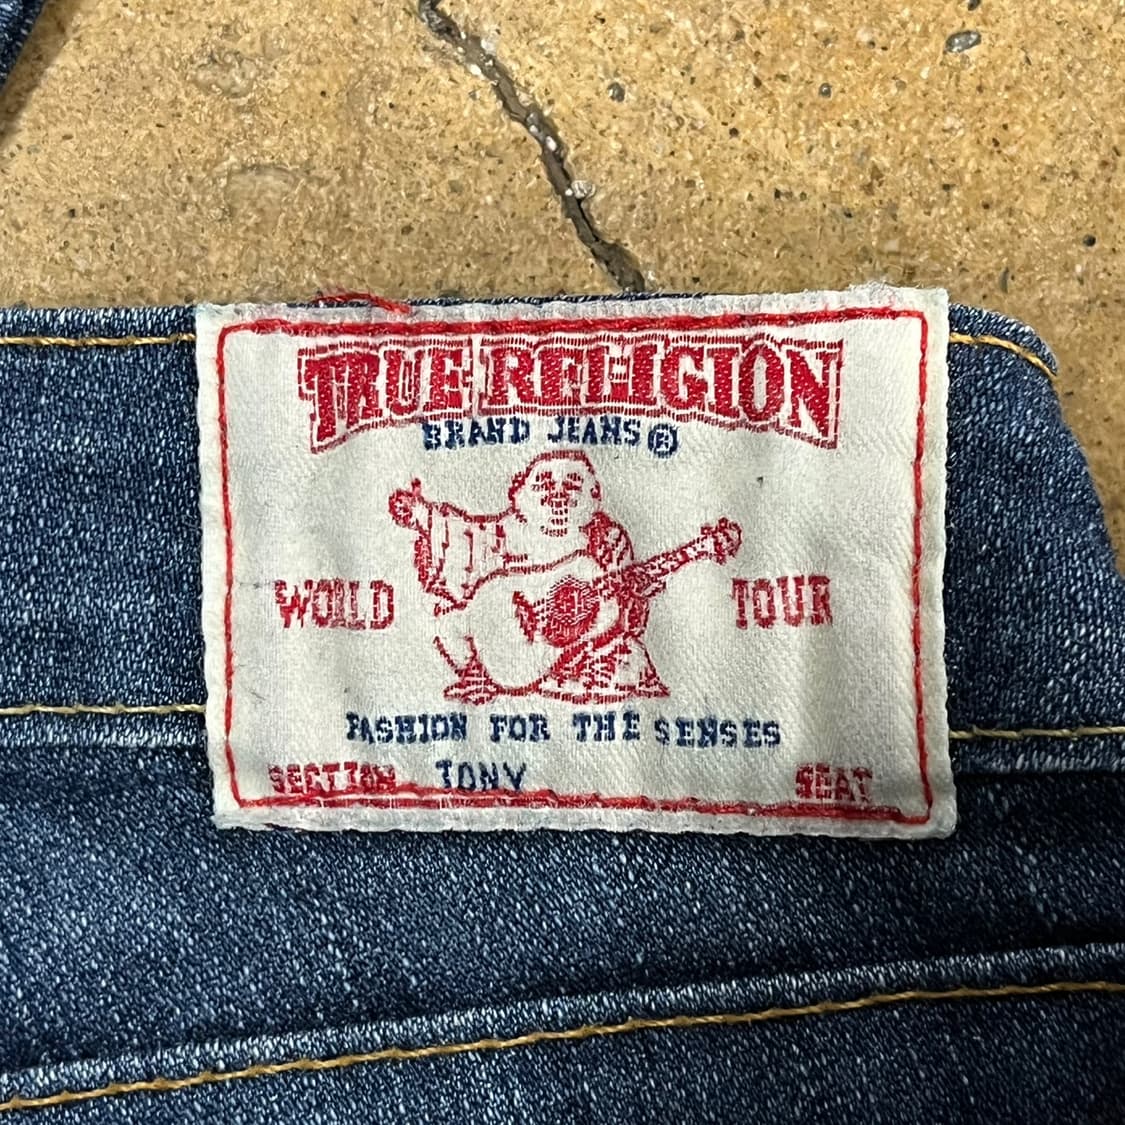 TRUE RELIGION
BRAND JEANS ®
WORLD TOUR
FASHION FOR THE SENSES
SECTION TONY SEAT